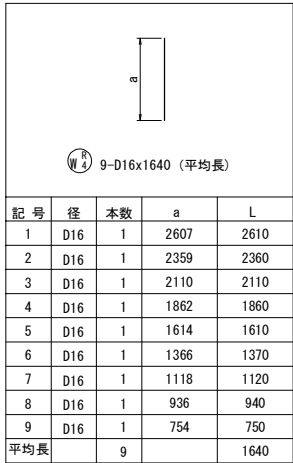 a
W R4 9-D16x1640 (平均長)
記 号 径 本数 a L
1 D16 1 2607 2610
2 D16 1 2359 2360
3 D16 1 2110 2110
4 D16 1 1862 1860
5 D16 1 1614 1610
6 D16 1 1366 1370
7 D16 1 1118 1120
8 D16 1 936 940
9 D16 1 754 750
平均長 9 1640